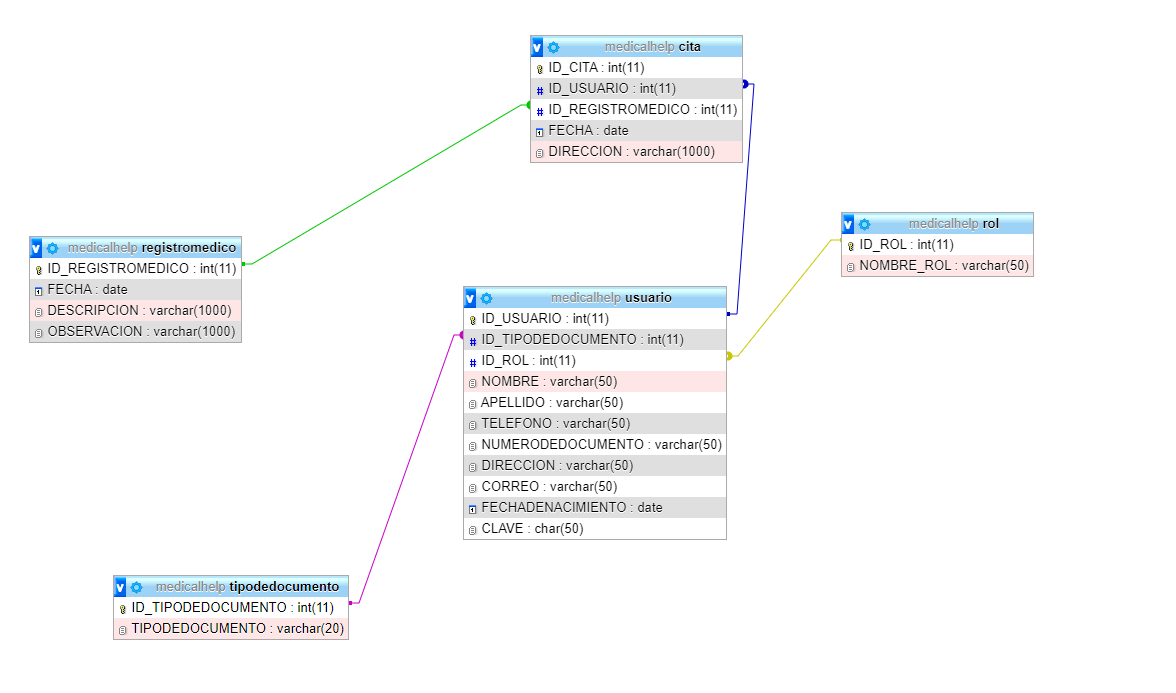 medicalhelp cita
ID_CITA : int(11)
ID_USUARIO : int(11)
ID_REGISTROMEDICO : int(11)
FECHA : date
DIRECCION : varchar(1000)
medicalhelp rol
ID_ROL : int(11)
NOMBRE_ROL : varchar(50)
medicalhelp registromedico
ID_REGISTROMEDICO : int(11)
FECHA : date
DESCRIPCION : varchar(1000)
OBSERVACION : varchar(1000)
medicalhelp usuario
ID_USUARIO : int(11)
ID_TIPODEDOCUMENTO : int(11)
ID_ROL : int(11)
NOMBRE : varchar(50)
APELLIDO : varchar(50)
TELEFONO : varchar(50)
NUMERODEDOCUMENTO : varchar(50)
DIRECCION : varchar(50)
CORREO : varchar(50)
FECHADENACIMIENTO : date
CLAVE : char(50)
medicalhelp tipodedocumento
ID_TIPODEDOCUMENTO : int(11)
TIPODEDOCUMENTO : varchar(20)